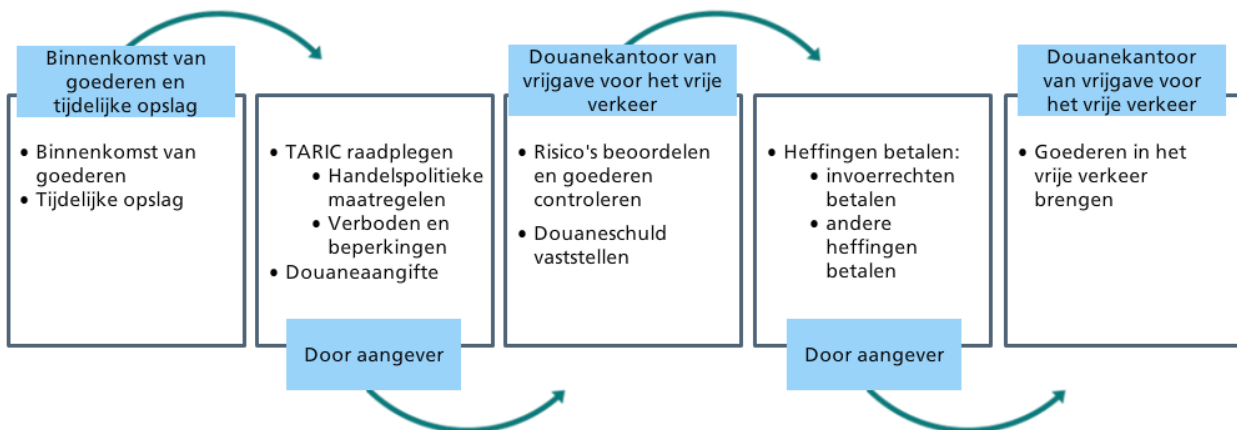 Binnenkomst van
goederen en
tijdelijke opslag
• Binnenkomst van
goederen
• Tijdelijke opslag
• TARIC raadplegen
• Handelspolitieke
maatregelen
• Verboden en
beperkingen
• Douaneaangifte
Door aangever
Douanekantoor van
vrijgave voor het vrije
verkeer
• Risico's beoordelen
en goederen
controleren
• Douaneschuld
vaststellen
• Heffingen betalen:
• invoerrechten
betalen
• andere
heffingen
betalen
Door aangever
Douanekantoor
van vrijgave voor
het vrije verkeer
• Goederen in het
vrije verkeer
brengen